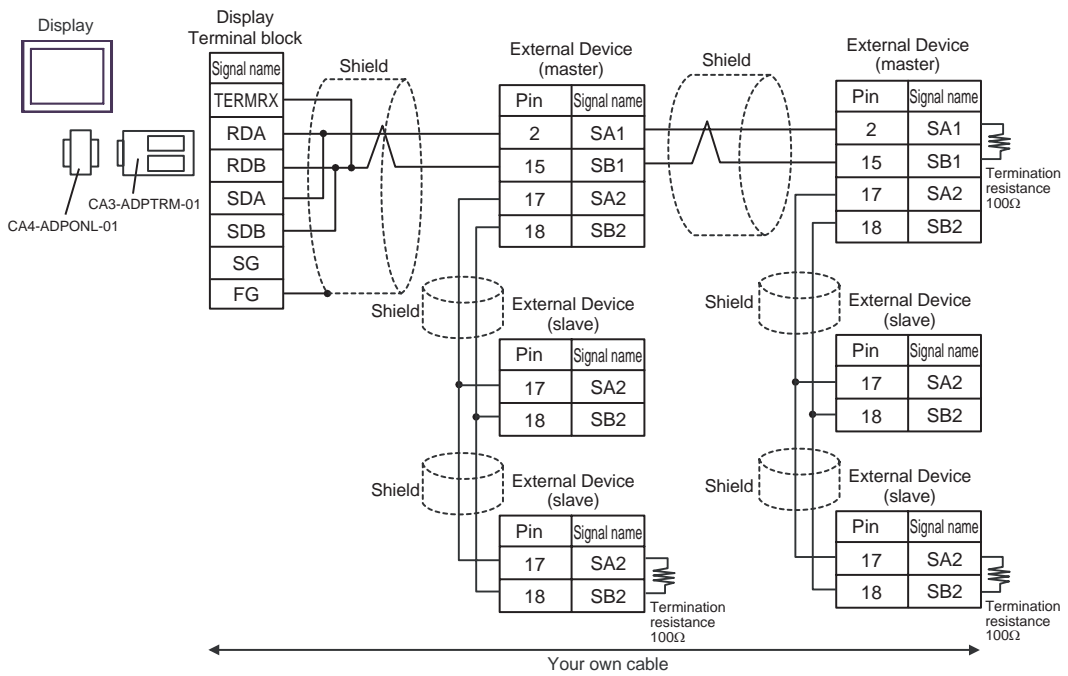 Display
CA3-ADPTRM-01
CA4-ADPONL-01
Display
Terminal block
Signal name
TERMRX
RDA
RDB
SDA
SDB
SG
FG
Shield
External Device
(master)
Pin Signal name
2 SA1
15 SB1
17 SA2
18 SB2
Shield
External Device
(master)
Pin Signal name
2 SA1
15 SB1
17 SA2
18 SB2
Termination
resistance
100Ω
Shield
External Device
(slave)
Pin Signal name
17 SA2
18 SB2
Shield
External Device
(slave)
Pin Signal name
17 SA2
18 SB2
Shield
External Device
(slave)
Pin Signal name
17 SA2
18 SB2
Termination
resistance
100Ω
Shield
External Device
(slave)
Pin Signal name
17 SA2
18 SB2
Termination
resistance
100Ω
Your own cable